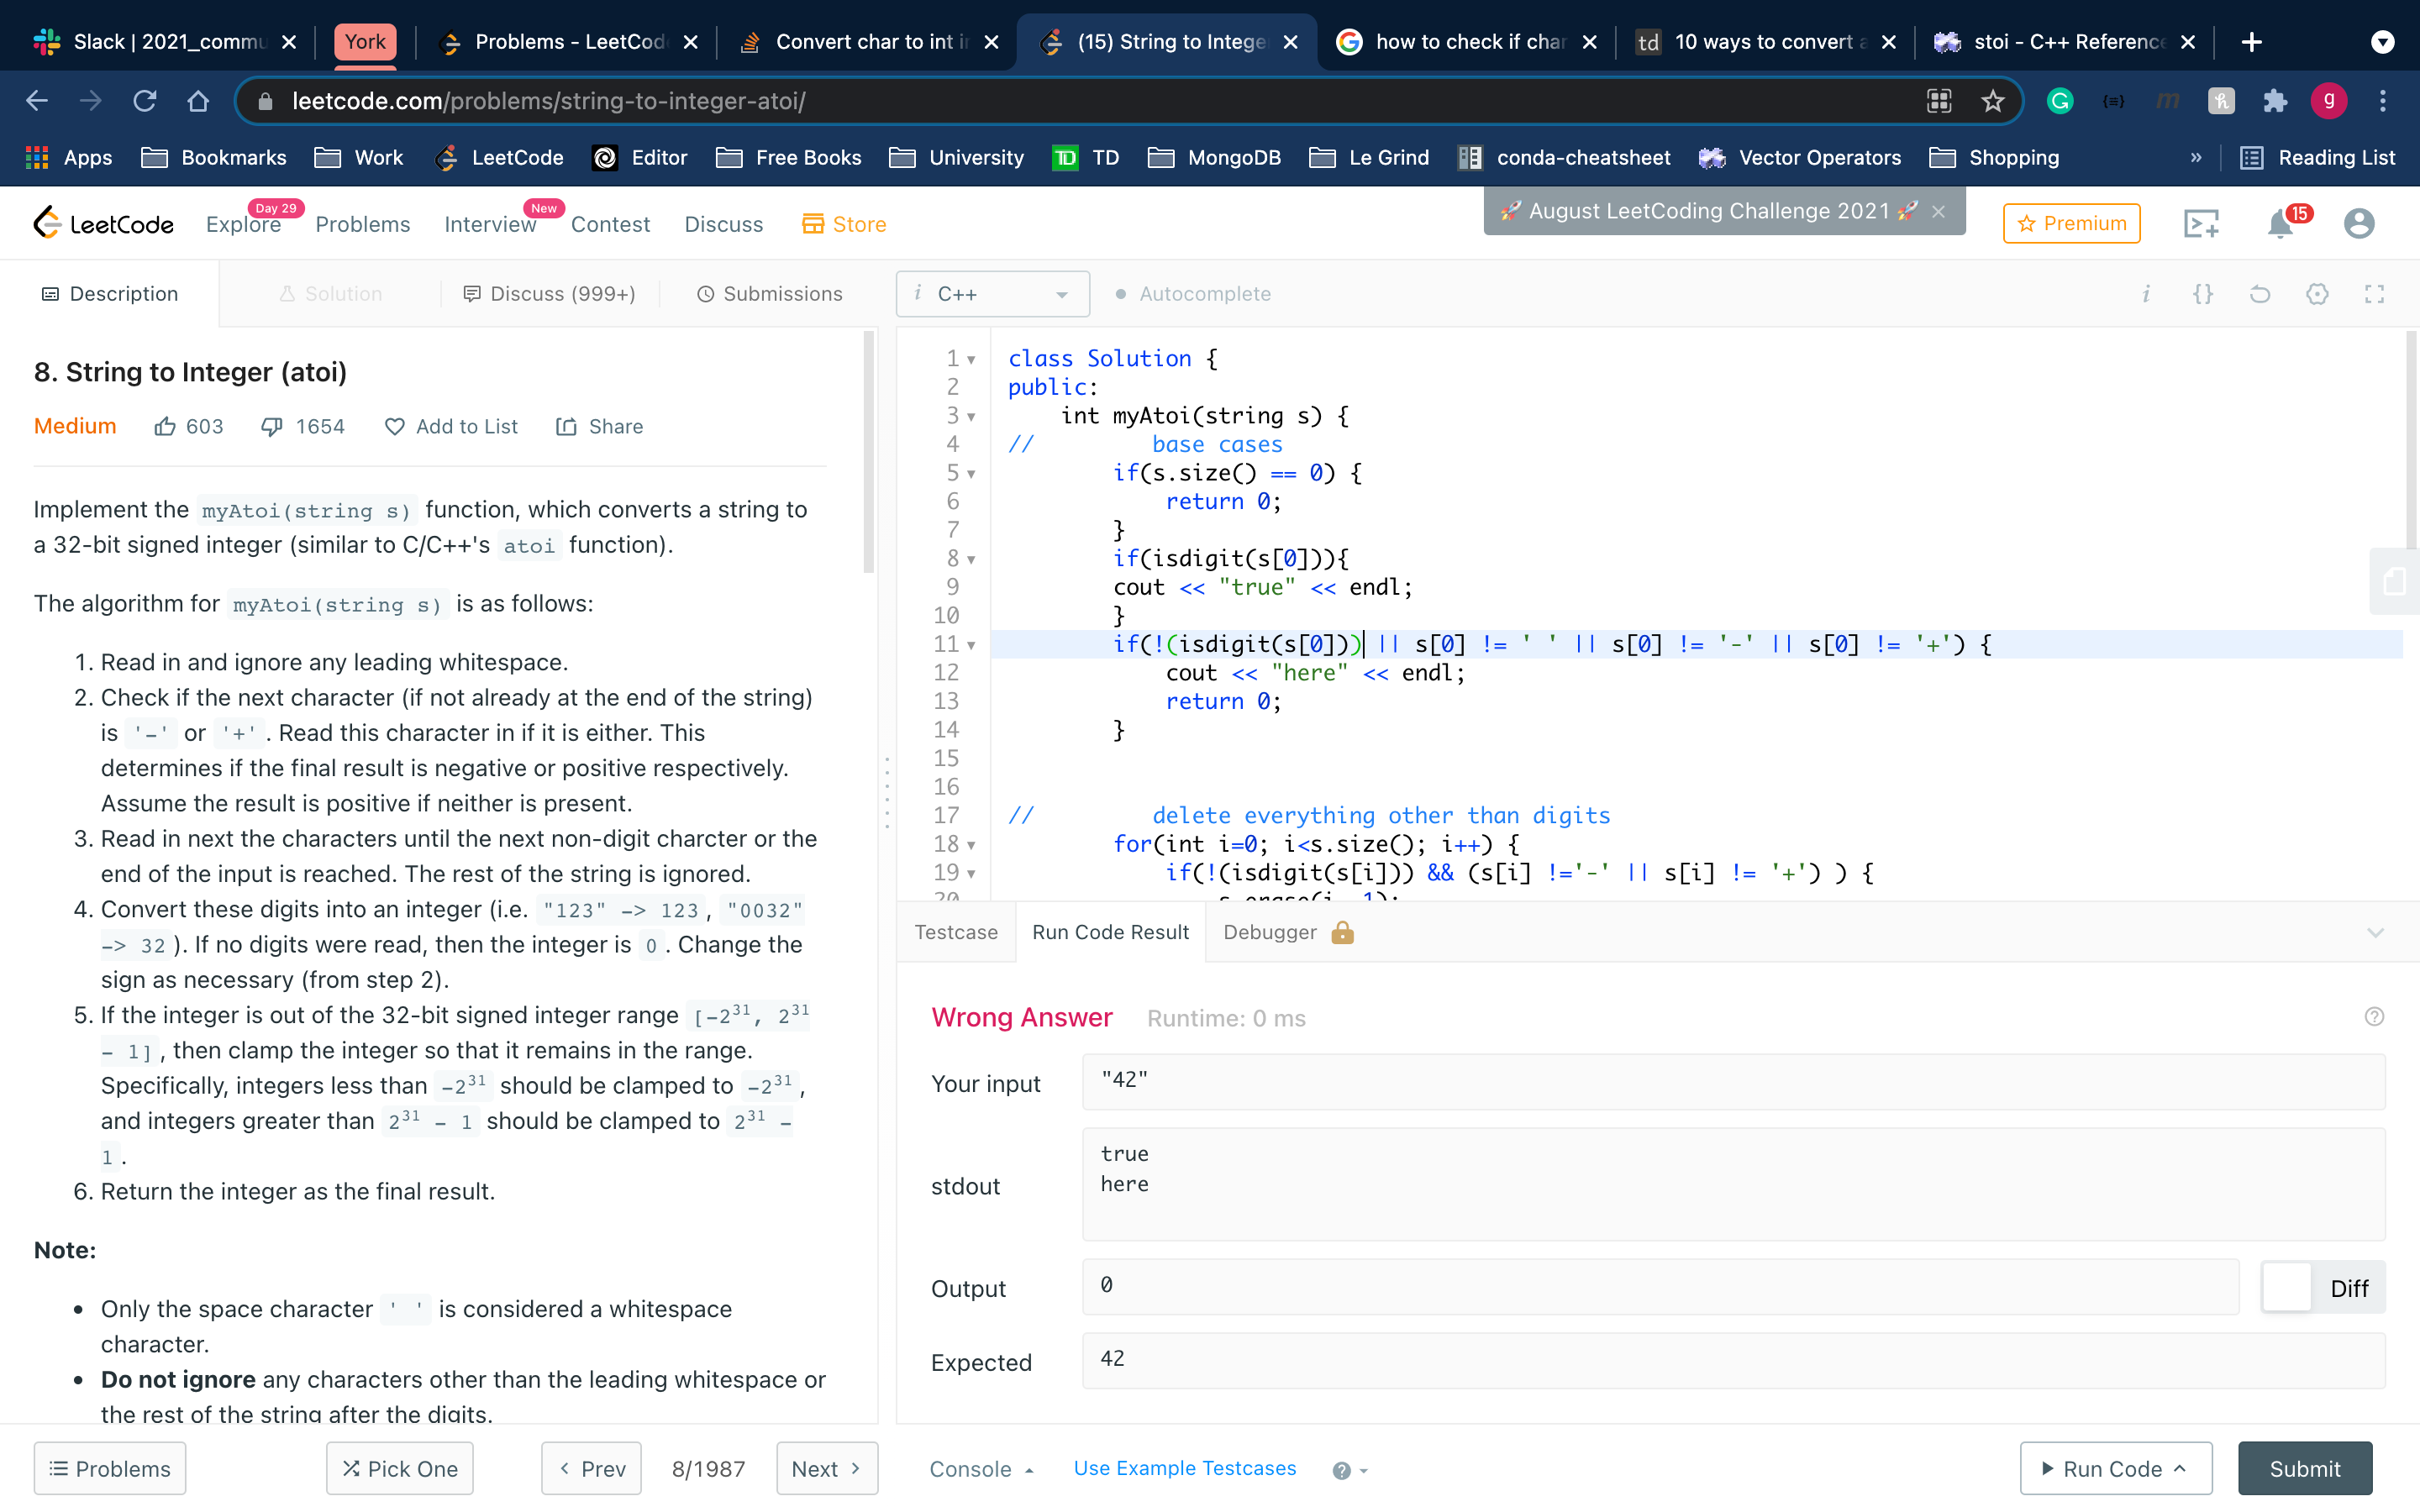 Slack | 2021_commu
York
Problems - LeetCod
Convert char to int i
(15) String to Intege
how to check if char
td 10 ways to convert a
stoi - C++ Reference
leetcode.com/problems/string-to-integer-atoi/
g
Apps
Bookmarks
Work
LeetCode
Editor
Free Books
University
TD
TD
MongoDB
Le Grind
conda-cheatsheet
Vector Operators
Shopping
»
Reading List
LeetCode
Explore
Day 29
Problems
Interview
New
Contest
Discuss
Store
🚀 August LeetCoding Challenge 2021 🚀
Premium
15
Description
Solution
Discuss (999+)
Submissions
i C++
Autocomplete
i {}
8. String to Integer (atoi)
Medium
603
1654
Add to List
Share
Implement the myAtoi(string s) function, which converts a string to
a 32-bit signed integer (similar to C/C++'s atoi function).
The algorithm for myAtoi(string s) is as follows:
1. Read in and ignore any leading whitespace.
2. Check if the next character (if not already at the end of the string)
is '-' or '+'. Read this character in if it is either. This
determines if the final result is negative or positive respectively.
Assume the result is positive if neither is present.
3. Read in next the characters until the next non-digit charcter or the
end of the input is reached. The rest of the string is ignored.
4. Convert these digits into an integer (i.e. "123" -> 123, "0032"
-> 32). If no digits were read, then the integer is 0. Change the
sign as necessary (from step 2).
5. If the integer is out of the 32-bit signed integer range [-2³¹, 2³¹
- 1], then clamp the integer so that it remains in the range.
Specifically, integers less than -2³¹ should be clamped to -2³¹,
and integers greater than 2³¹ - 1 should be clamped to 2³¹ -
1.
6. Return the integer as the final result.
Note:
• Only the space character ' ' is considered a whitespace
character.
• Do not ignore any characters other than the leading whitespace or
the rest of the string after the digits.
1 class Solution {
2 public:
3     int myAtoi(string s) {
4 //         base cases
5         if(s.size() == 0) {
6             return 0;
7         }
8         if(isdigit(s[0])){
9         cout << "true" << endl;
10         }
11         if(!(isdigit(s[0])) || s[0] != ' ' || s[0] != '-' || s[0] != '+') {
12             cout << "here" << endl;
13             return 0;
14         }
15
16
17 //         delete everything other than digits
18         for(int i=0; i<s.size(); i++) {
19             if(!(isdigit(s[i])) && (s[i] !='-' || s[i] != '+') ) {
20                 s.erase(i, 1);
Testcase
Run Code Result
Debugger
Wrong Answer
Runtime: 0 ms
Your input
"42"
stdout
true
here
Output
0
Diff
Expected
42
Problems
Pick One
Prev
8/1987
Next
Console
Use Example Testcases
Run Code
Submit